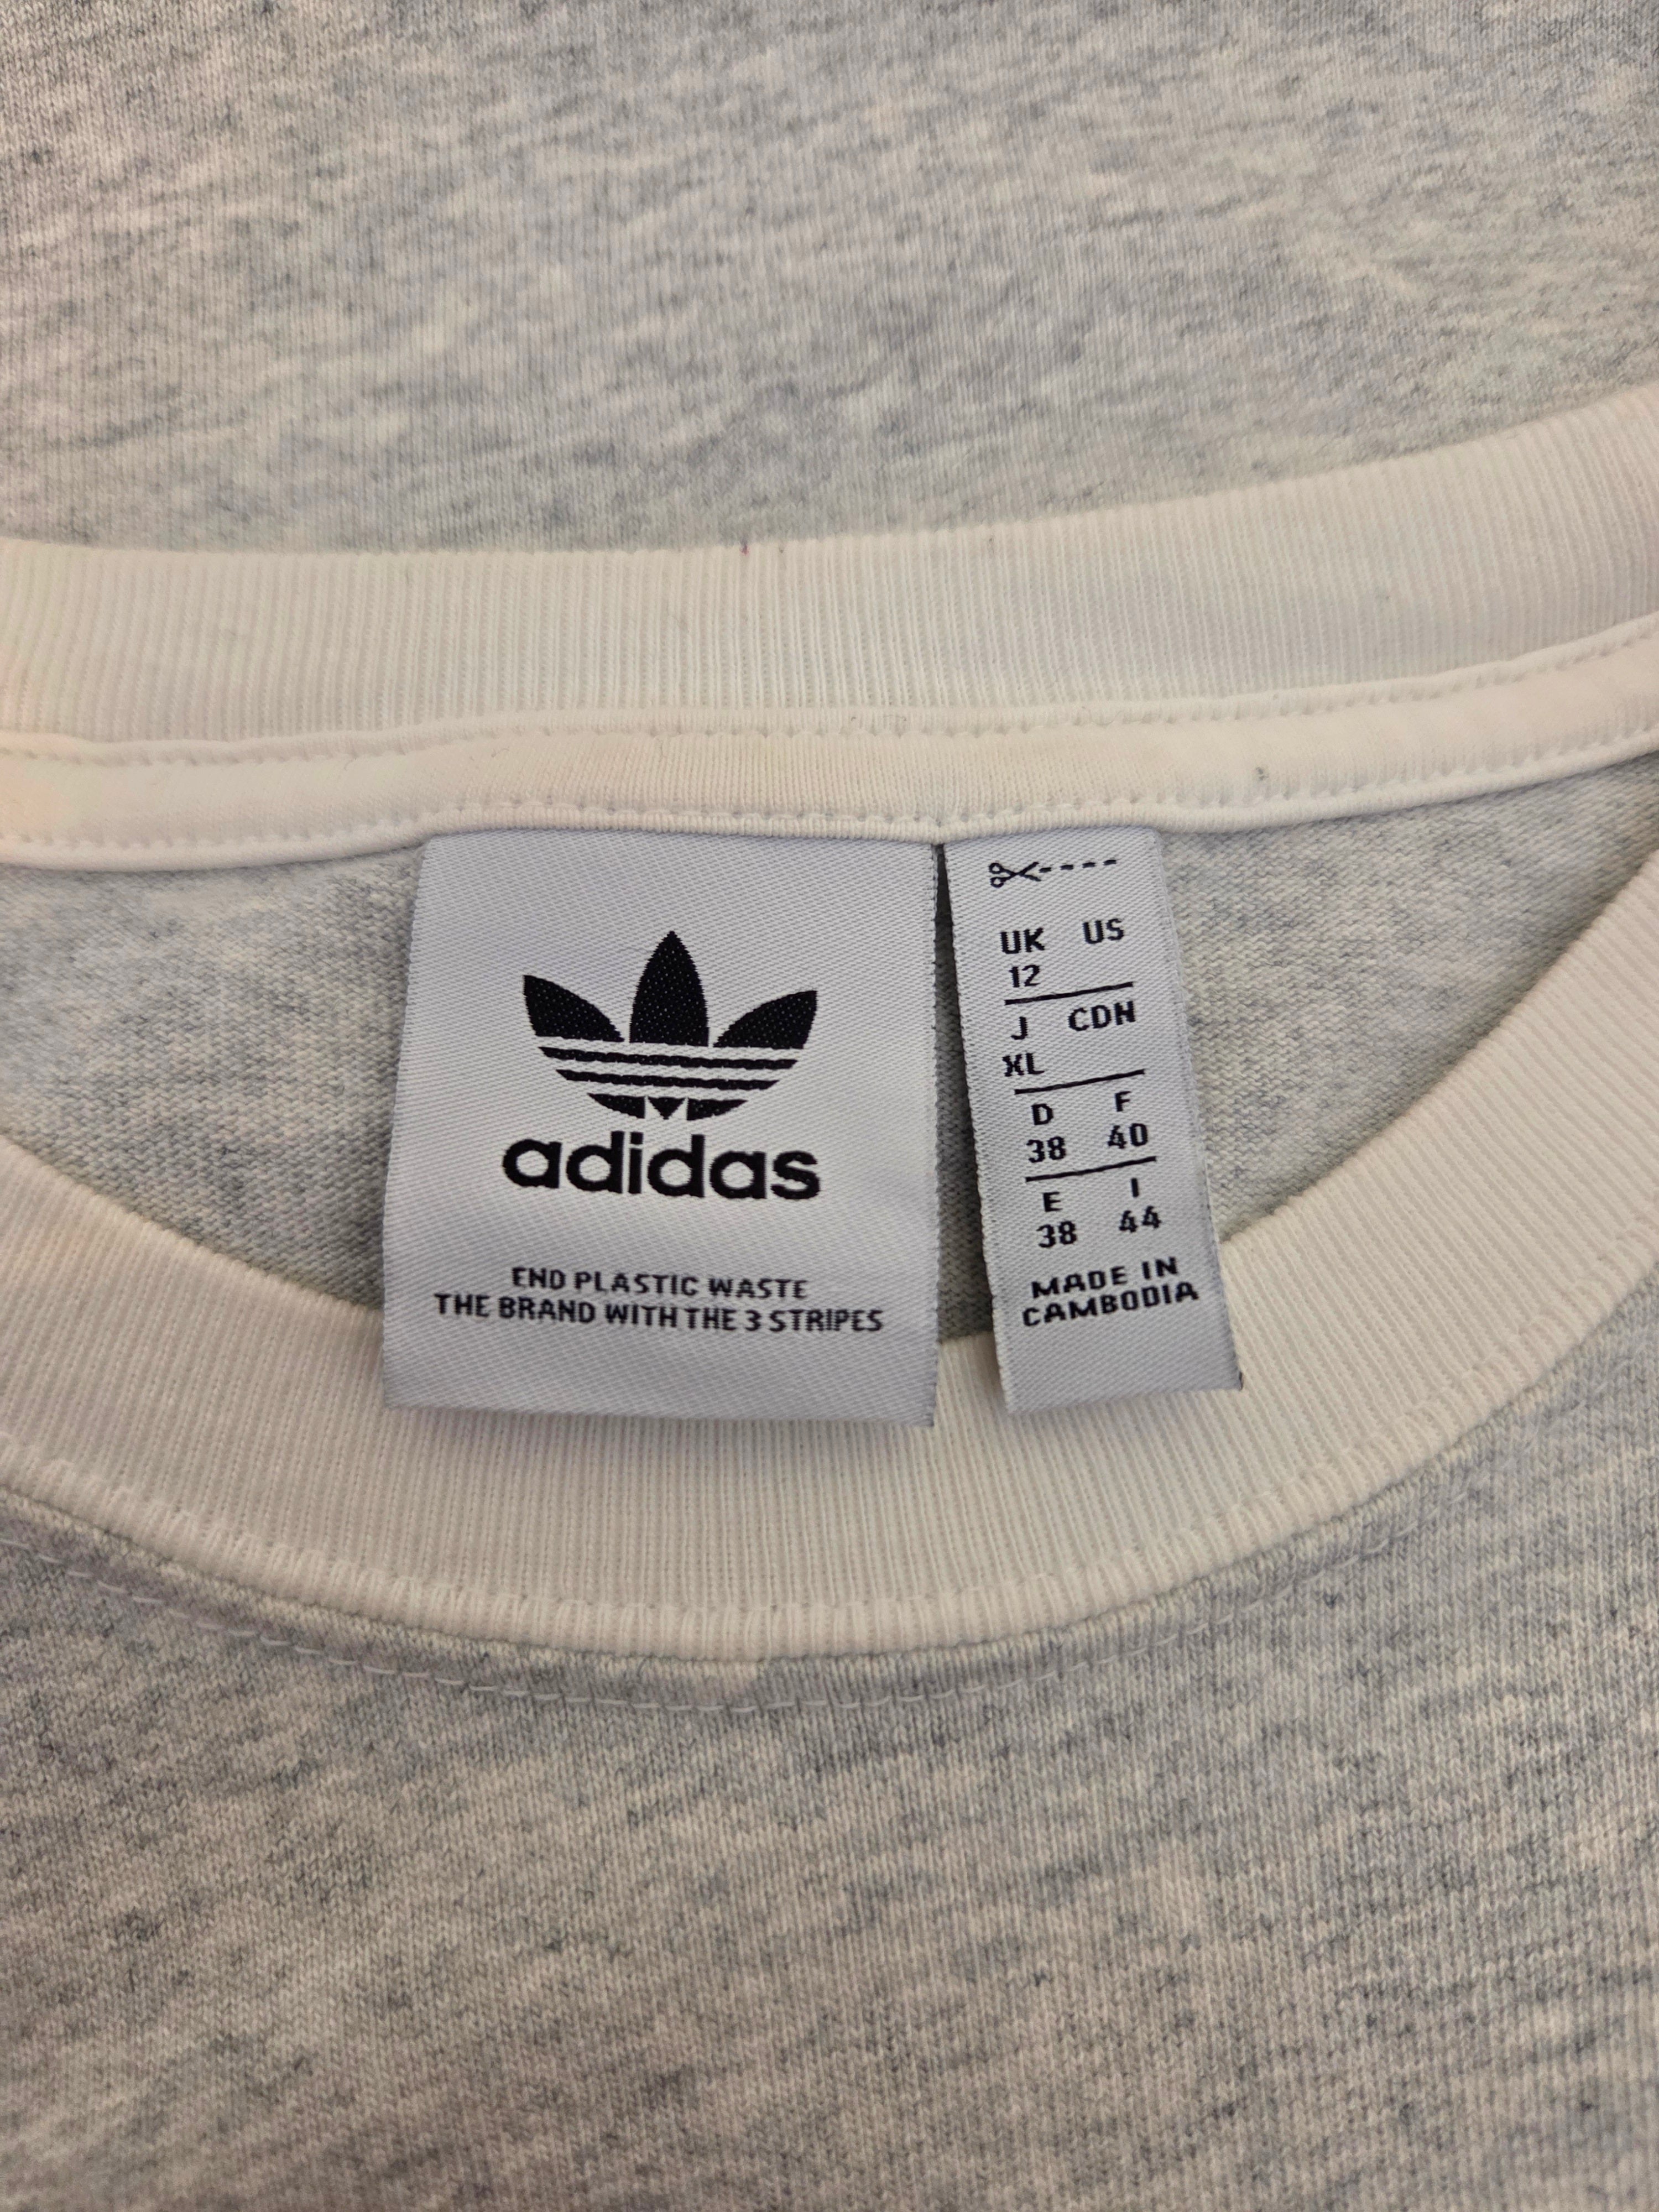 adidas
END PLASTIC WASTE
THE BRAND WITH THE 3 STRIPES
UK US
12
J CDN
XL
D F
38 40
E I
38 44
MADE IN
CAMBODIA